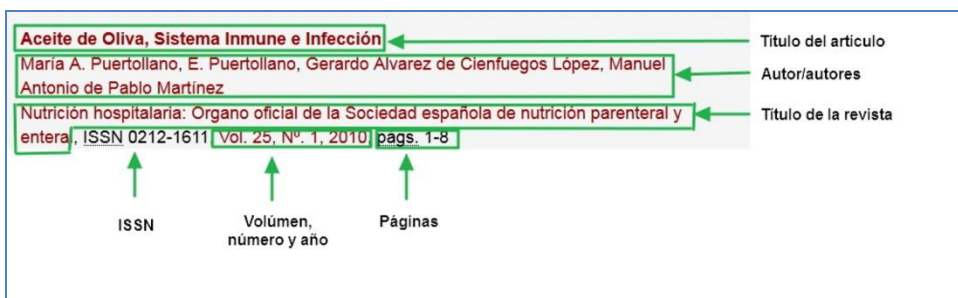 Aceite de Oliva, Sistema Inmune e Infección
Titulo del articulo
María A. Puertollano, E. Puertollano, Gerardo Alvarez de Cienfuegos López, Manuel
Antonio de Pablo Martínez
Autor/autores
Nutrición hospitalaria: Organo oficial de la Sociedad española de nutrición parenteral y
Título de la revista
entera, ISSN 0212-1611, Vol. 25, Nº. 1, 2010, pags. 1-8
ISSN
Volúmen,
número y año
Páginas